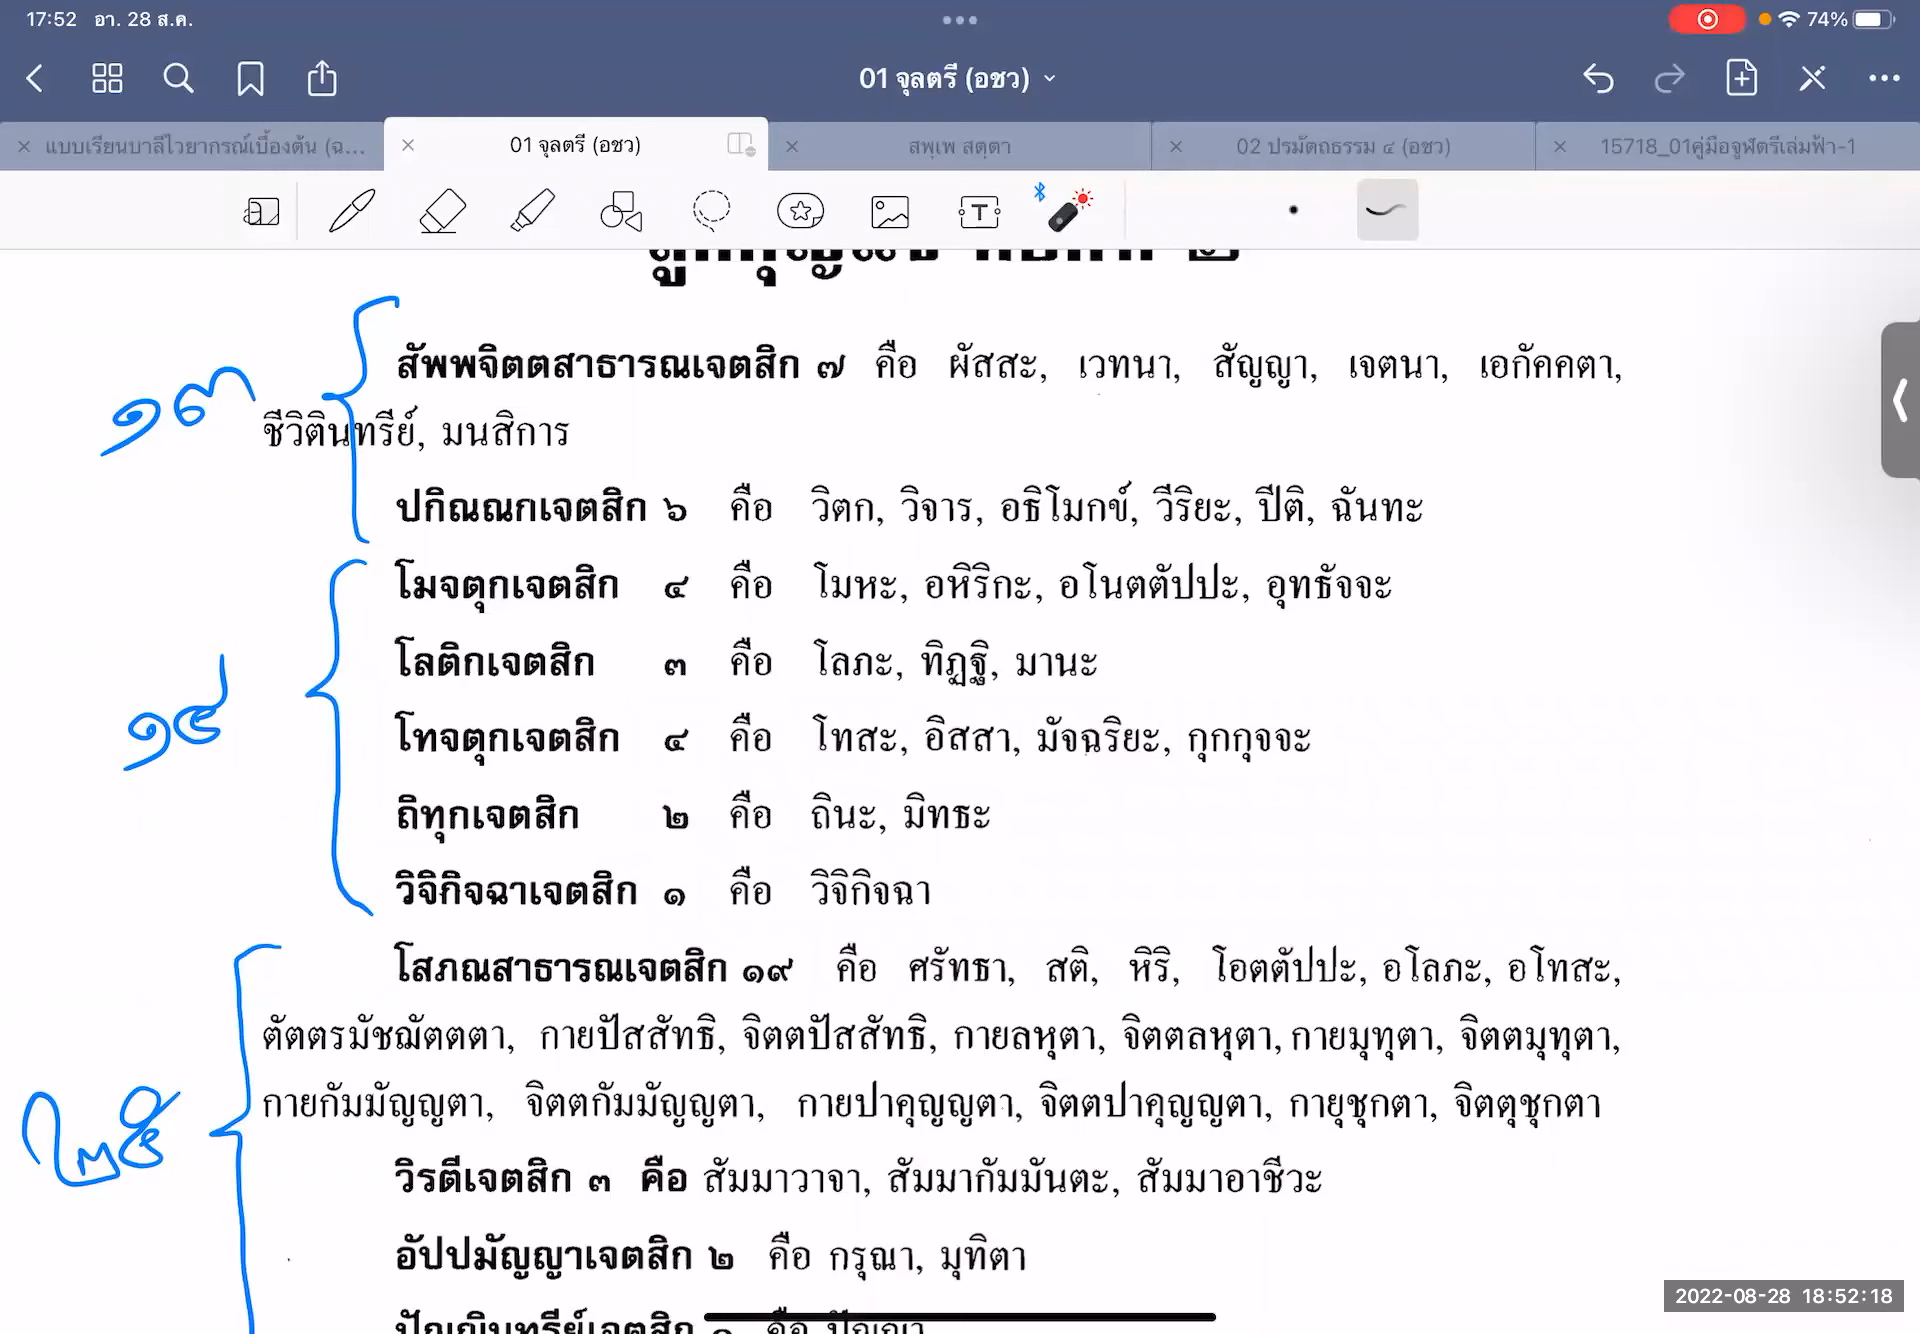 17:52 อา. 28 ส.ค.
74%
01 จุลตรี (อชว)
แบบเรียนบาลีไวยากรณ์เบื้องต้น (ฉ...
01 จุลตรี (อชว)
สพฺเพ สตฺตา
02 ปรมัตถธรรม ๔ (อชว)
15718_01คู่มือจูฬตรีเล่มฟ้า-1
๑๓
สัพพจิตตสาธารณเจตสิก ๗ คือ ผัสสะ, เวทนา, สัญญา, เจตนา, เอกัคคตา,
ชีวิตินทรีย์, มนสิการ
ปกิณณกเจตสิก ๖ คือ วิตก, วิจาร, อธิโมกข์, วีริยะ, ปีติ, ฉันทะ
๑๔
โมจตุกเจตสิก ๔ คือ โมหะ, อหิริกะ, อโนตตัปปะ, อุทธัจจะ
โลติกเจตสิก ๓ คือ โลภะ, ทิฏฐิ, มานะ
โทจตุกเจตสิก ๔ คือ โทสะ, อิสสา, มัจฉริยะ, กุกกุจจะ
ถิทุกเจตสิก ๒ คือ ถินะ, มิทธะ
วิจิกิจฉาเจตสิก ๑ คือ วิจิกิจฉา
๒๕
โสภณสาธารณเจตสิก ๑๙ คือ ศรัทธา, สติ, หิริ, โอตตัปปะ, อโลภะ, อโทสะ,
ตัตตรมัชฌัตตตา, กายปัสสัทธิ, จิตตปัสสัทธิ, กายลหุตา, จิตตลหุตา, กายมุทุตา, จิตตมุทุตา,
กายกัมมัญญตา, จิตตกัมมัญญตา, กายปาคุญญตา, จิตตปาคุญญตา, กายุชุกตา, จิตตุชุกตา
วิรตีเจตสิก ๓ คือ สัมมาวาจา, สัมมากัมมันตะ, สัมมาอาชีวะ
อัปปมัญญาเจตสิก ๒ คือ กรุณา, มุทิตา
ปัญญินทรีย์เจตสิก ๑ คือ ปัญญา
2022-08-28 18:52:18